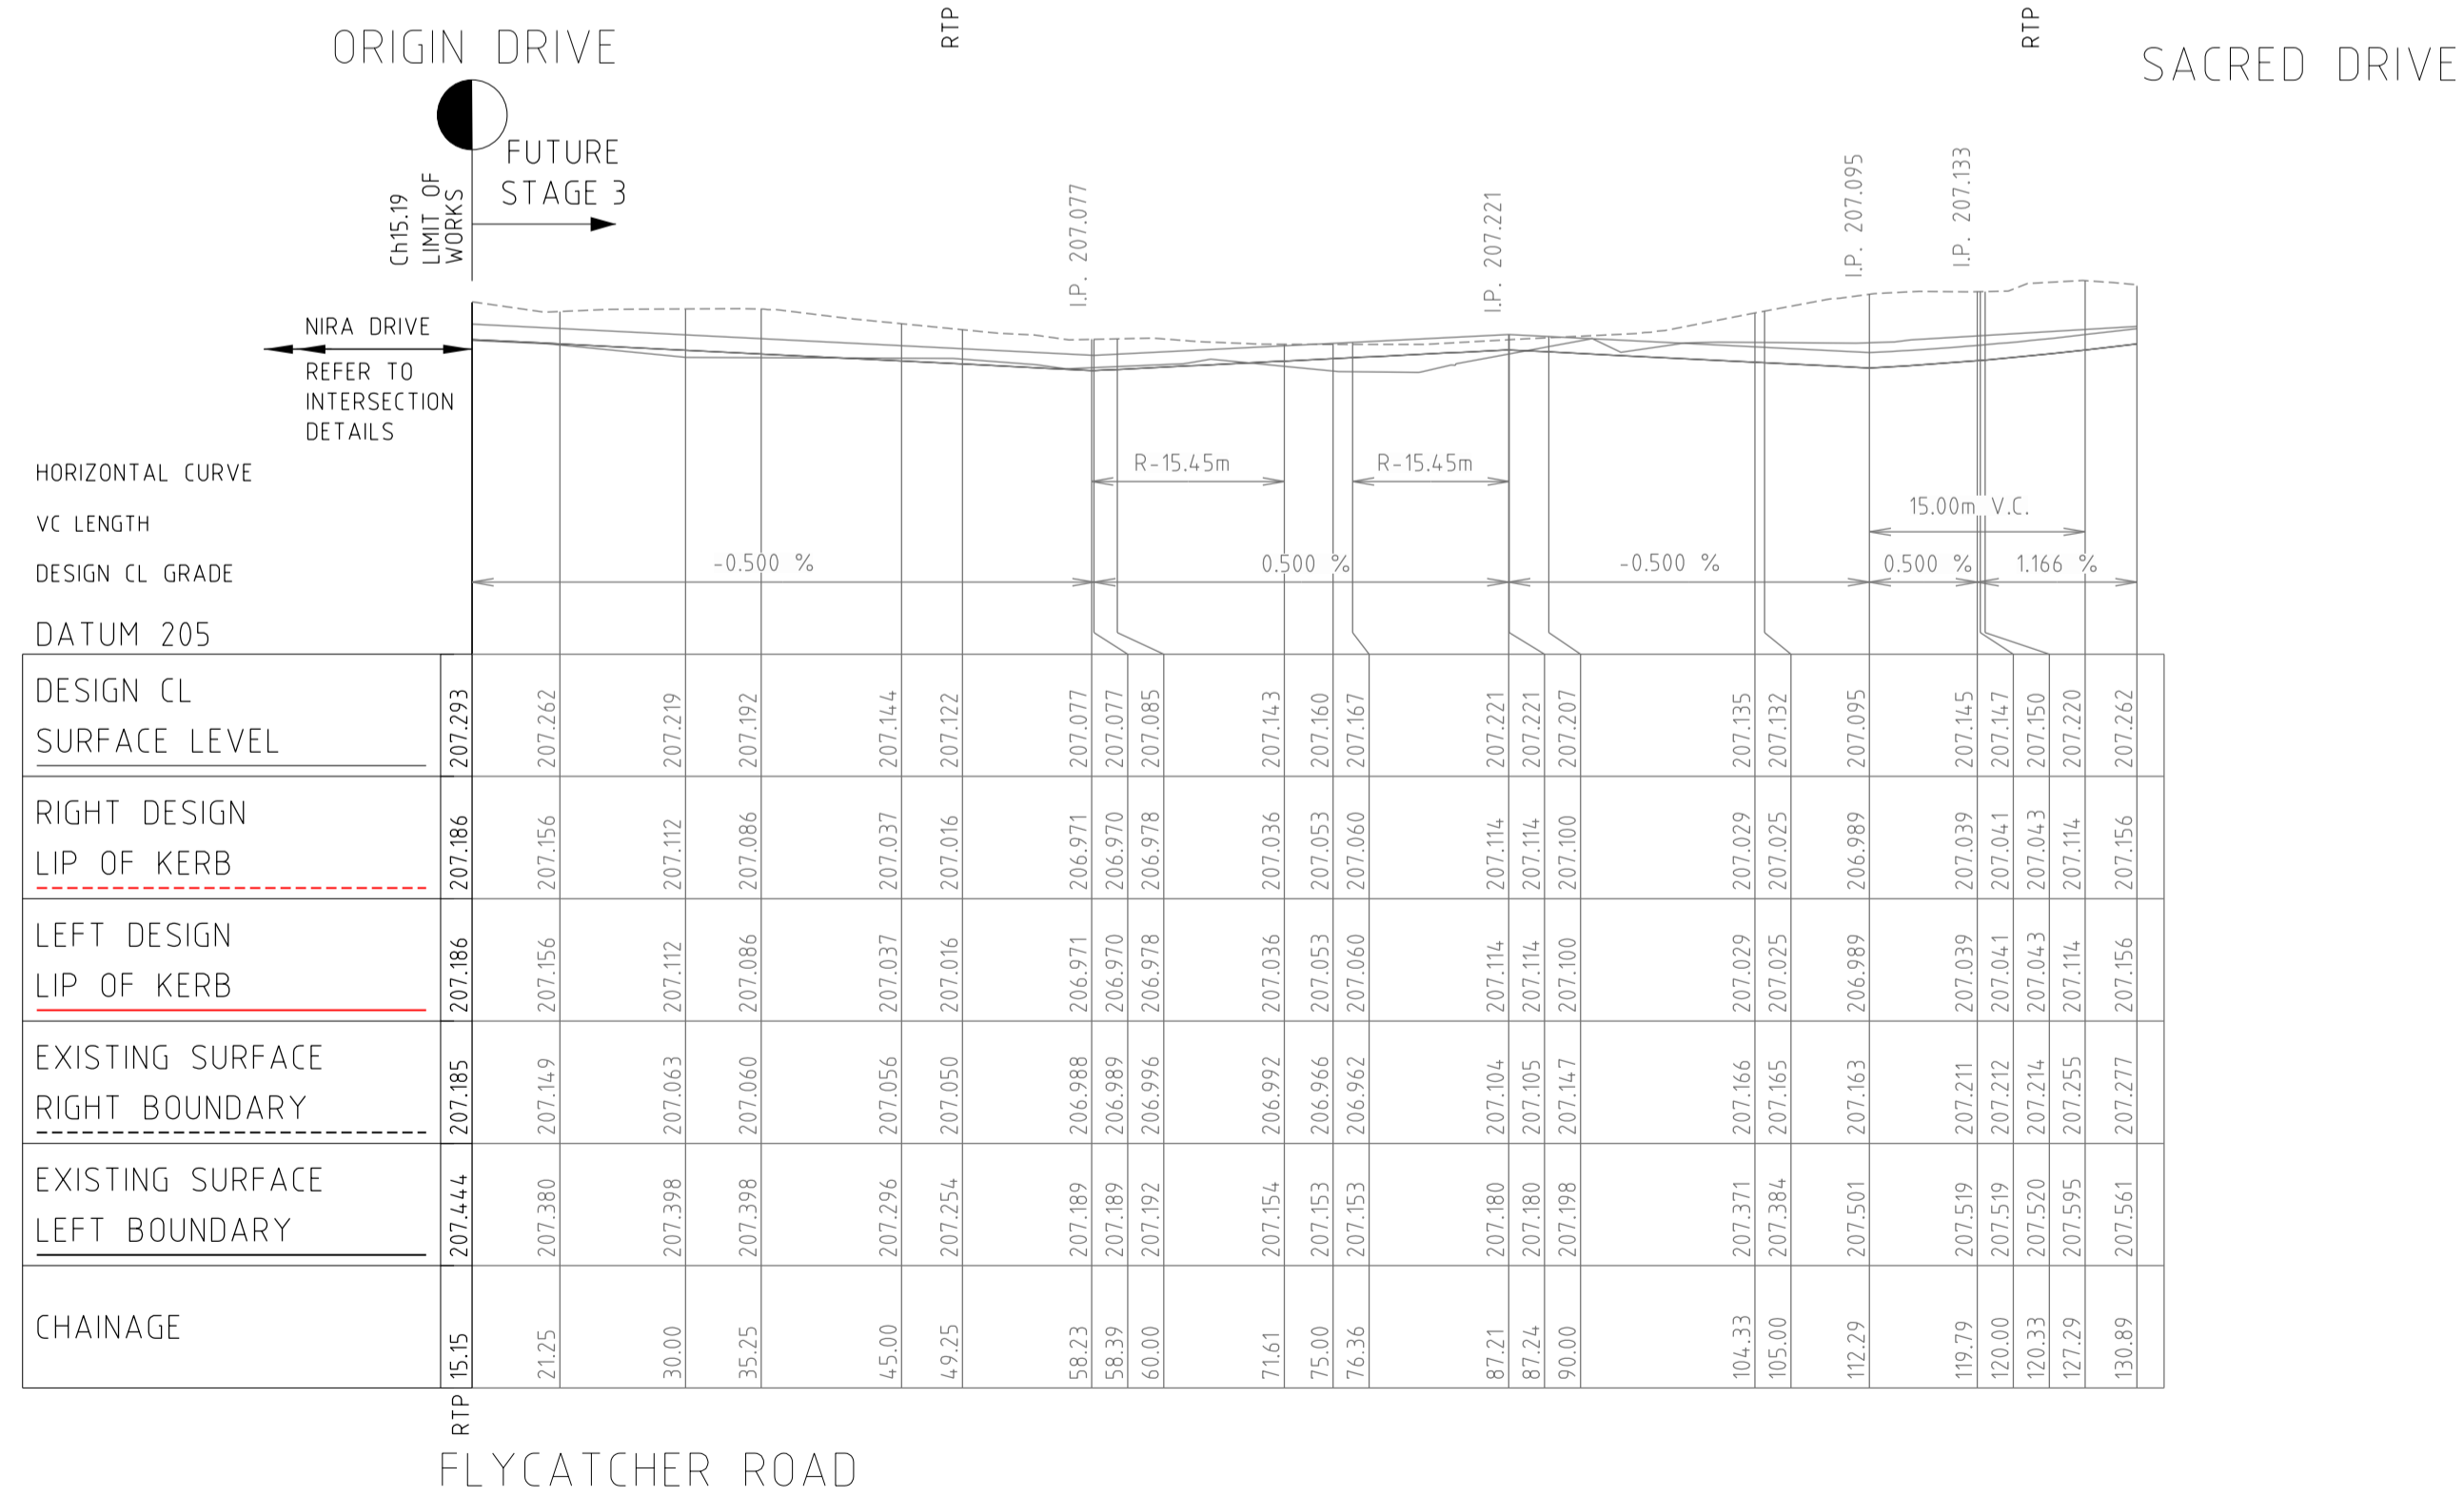 RTP
RTP
ORIGIN DRIVE
SACRED DRIVE
FUTURE
STAGE 3
Ch15.19
LIMIT OF
WORKS
I.P. 207.077
I.P. 207.221
I.P. 207.095
I.P. 207.133
NIRA DRIVE
REFER TO
INTERSECTION
DETAILS
HORIZONTAL CURVE
R-15.45m
R-15.45m
VC LENGTH
15.00m V.C.
DESIGN CL GRADE
-0.500 %
0.500 %
-0.500 %
0.500 %
1.166 %
DATUM 205
DESIGN CL
SURFACE LEVEL
207.293 207.262 207.219 207.192 207.144 207.122 207.077 207.077 207.085 207.143 207.160 207.167 207.221 207.221 207.207 207.135 207.132 207.095 207.145 207.147 207.150 207.220 207.262
RIGHT DESIGN
LIP OF KERB
207.186 207.156 207.112 207.086 207.037 207.016 206.971 206.970 206.978 207.036 207.053 207.060 207.114 207.114 207.100 207.029 207.025 206.989 207.039 207.041 207.043 207.114 207.156
LEFT DESIGN
LIP OF KERB
207.186 207.156 207.112 207.086 207.037 207.016 206.971 206.970 206.978 207.036 207.053 207.060 207.114 207.114 207.100 207.029 207.025 206.989 207.039 207.041 207.043 207.114 207.156
EXISTING SURFACE
RIGHT BOUNDARY
207.185 207.149 207.063 207.060 207.056 207.050 206.988 206.989 206.996 206.992 206.966 206.962 207.104 207.105 207.147 207.166 207.165 207.163 207.211 207.212 207.214 207.255 207.277
EXISTING SURFACE
LEFT BOUNDARY
207.444 207.380 207.398 207.398 207.296 207.254 207.189 207.189 207.192 207.154 207.153 207.153 207.180 207.180 207.198 207.371 207.384 207.501 207.519 207.519 207.520 207.595 207.561
CHAINAGE
15.15 21.25 30.00 35.25 45.00 49.25 58.23 58.39 60.00 71.61 75.00 76.36 87.21 87.24 90.00 104.33 105.00 112.29 119.79 120.00 120.33 127.29 130.89
RTP
FLYCATCHER ROAD